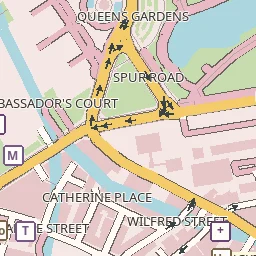 QUEENS GARDENS
SPUR ROAD
BASSADOR'S COURT
M
CATHERINE PLACE
WILFRED STREET
T
E STREET
+